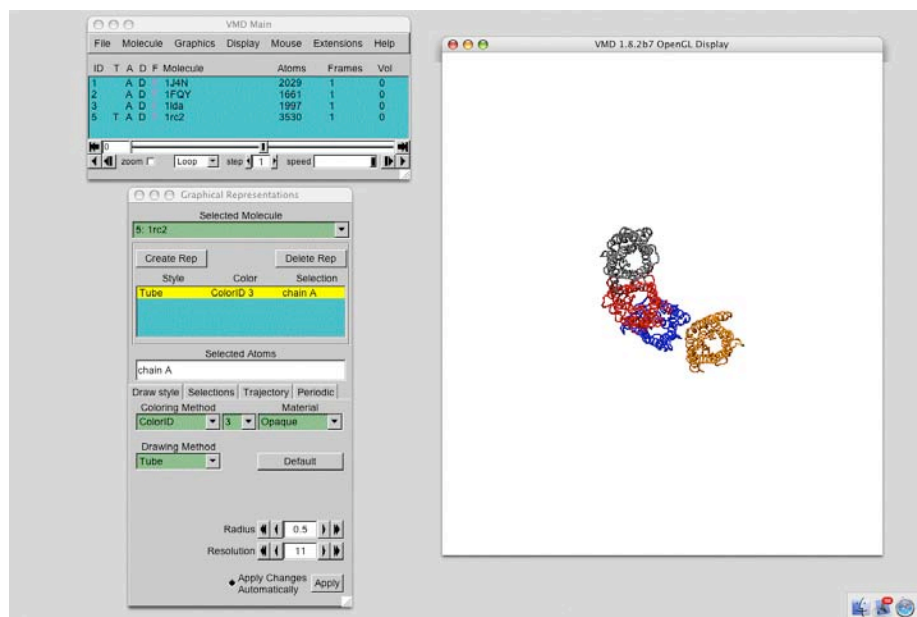 VMD Main
File Molecule Graphics Display Mouse Extensions Help
ID T A D F Molecule Atoms Frames Vol
1 A D 1J4N 2029 1 0
2 A D 1FQY 1661 1 0
3 A D 1lda 1997 1 0
5 T A D 1rc2 3530 1 0
0
zoom Loop step 1 speed
VMD 1.8.2b7 OpenGL Display
Graphical Representations
Selected Molecule
5: 1rc2
Create Rep Delete Rep
Style Color Selection
Tube ColorID 3 chain A
Selected Atoms
chain A
Draw style Selections Trajectory Periodic
Coloring Method Material
ColorID 3 Opaque
Drawing Method
Tube Default
Radius 0.5
Resolution 11
Apply Changes
Automatically Apply